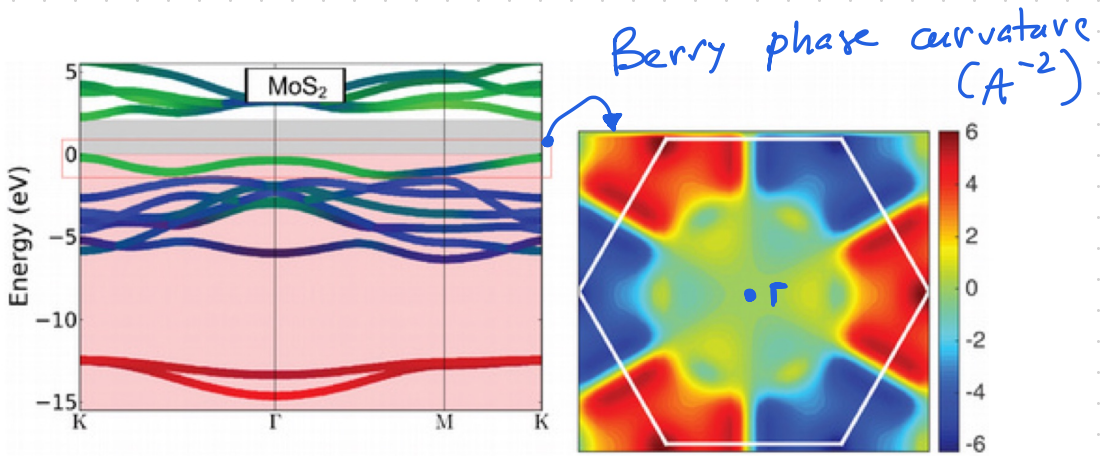 Berry phase curvature
(A⁻²)
MoS₂
Energy (eV)
5
0
−5
−10
−15
K
Γ
M
K
Γ
6
4
2
0
-2
-4
-6